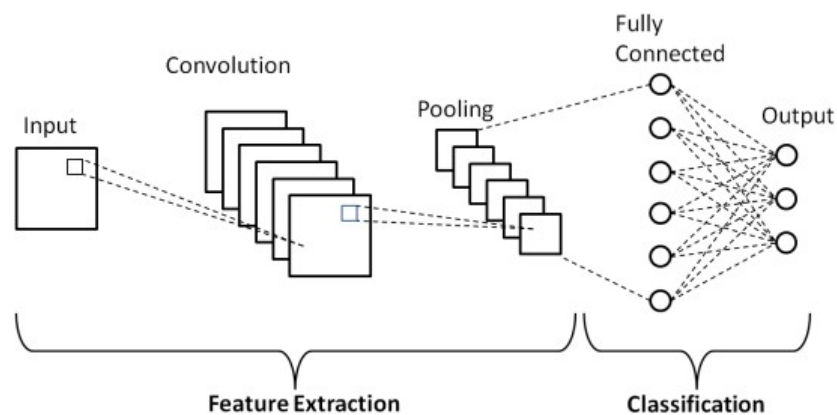 Input
Convolution
Pooling
Fully
Connected
Output
Feature Extraction
Classification